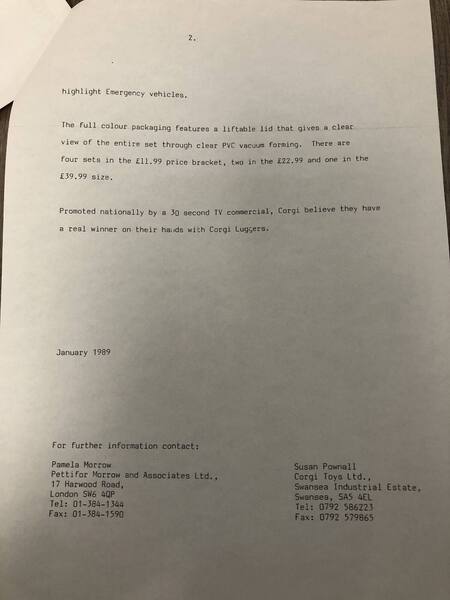 2.
highlight Emergency vehicles.
The full colour packaging features a liftable lid that gives a clear
view of the entire set through clear PVC vacuum forming. There are
four sets in the £11.99 price bracket, two in the £22.99 and one in the
£39.99 size.
Promoted nationally by a 30 second TV commercial, Corgi believe they have
a real winner on their hands with Corgi Luggers.
January 1989
For further information contact:
Pamela Morrow
Pettifor Morrow and Associates Ltd.,
17 Harwood Road,
London SW6 4QP
Tel: 01-384-1344
Fax: 01-384-1590
Susan Pownall
Corgi Toys Ltd.,
Swansea Industrial Estate,
Swansea, SA5 4EL
Tel: 0792 586223
Fax: 0792 579865